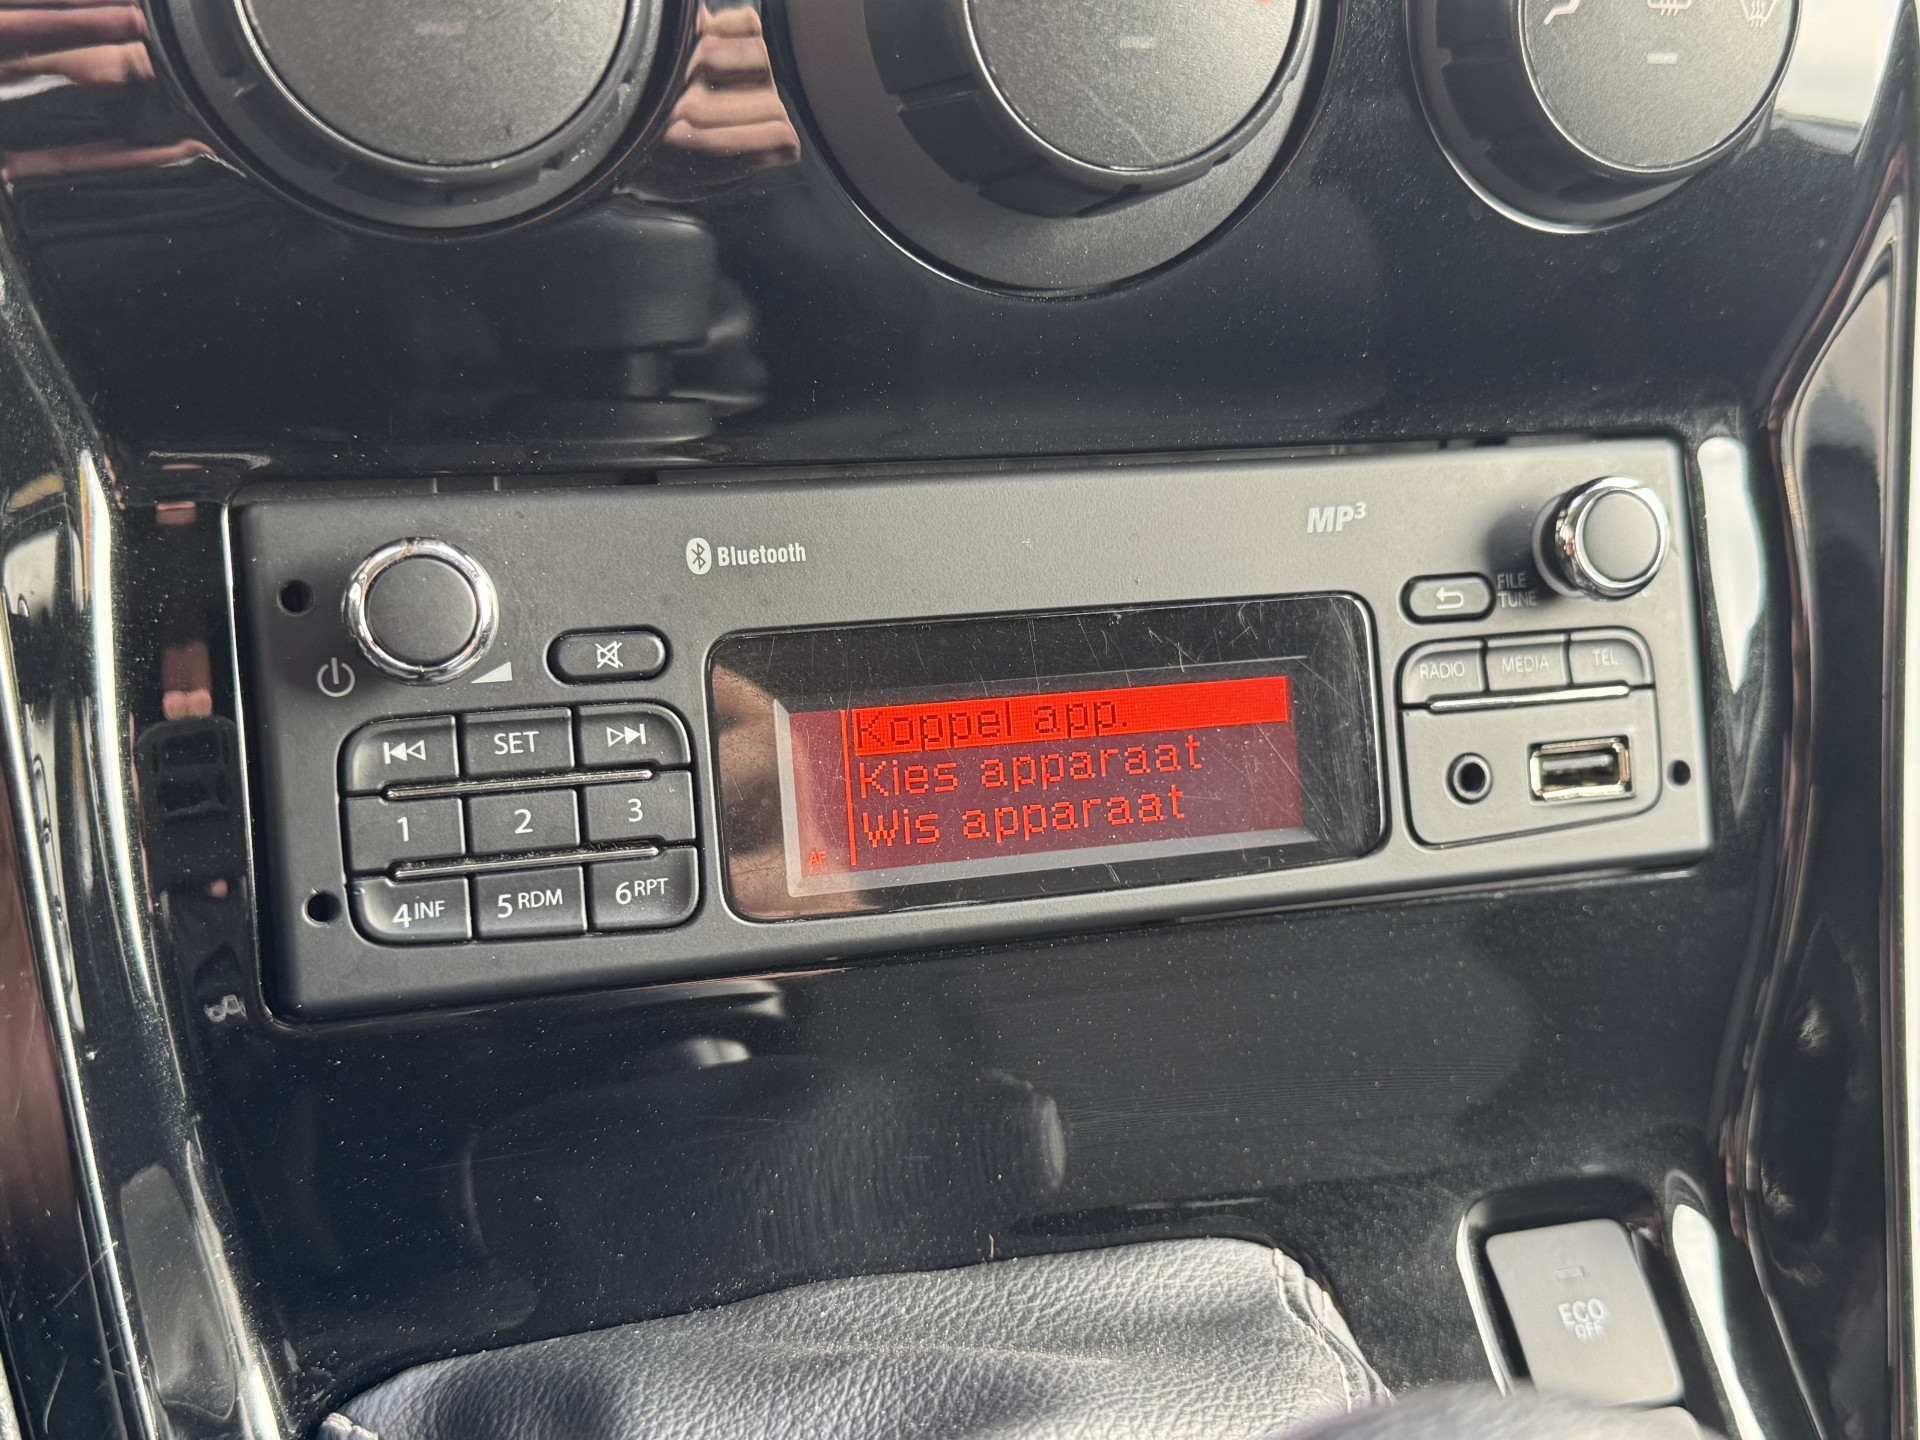 Bluetooth
MP3
FILE
TUNE
RADIO
MEDIA
TEL
SET
1
2
3
4 INF
5 RDM
6 RPT
Koppel app.
Kies apparaat
Wis apparaat
AF
ECO
OFF